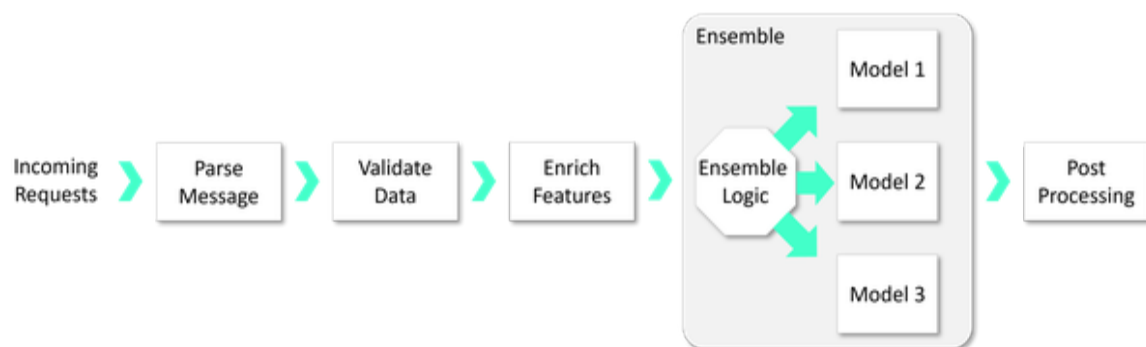 Incoming
Requests
Parse
Message
Validate
Data
Enrich
Features
Ensemble
Ensemble
Logic
Model 1
Model 2
Model 3
Post
Processing